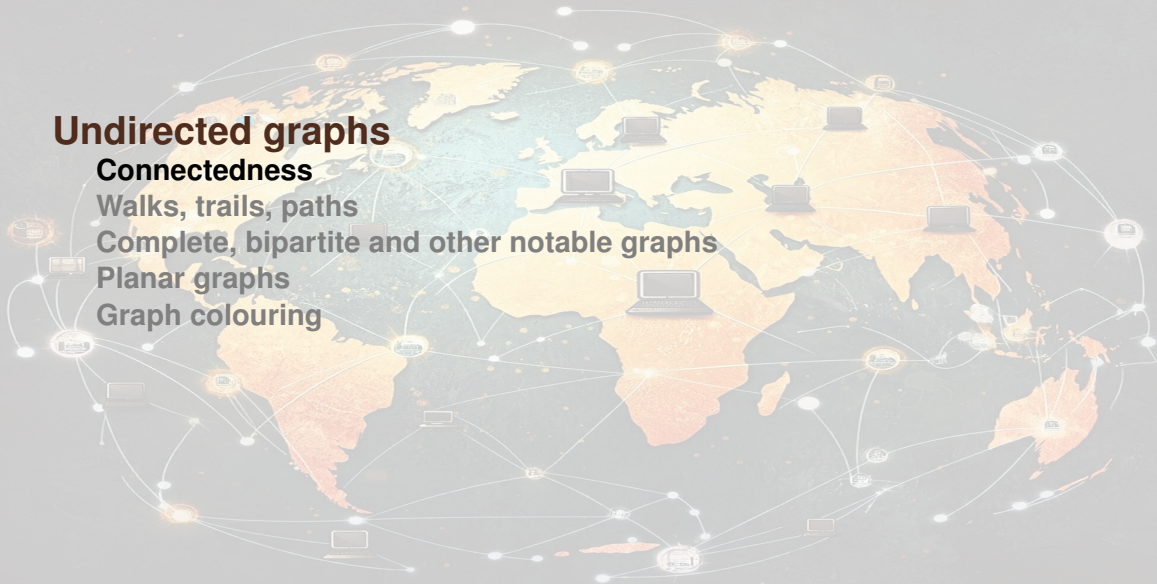 Undirected graphs
Connectedness
Walks, trails, paths
Complete, bipartite and other notable graphs
Planar graphs
Graph colouring